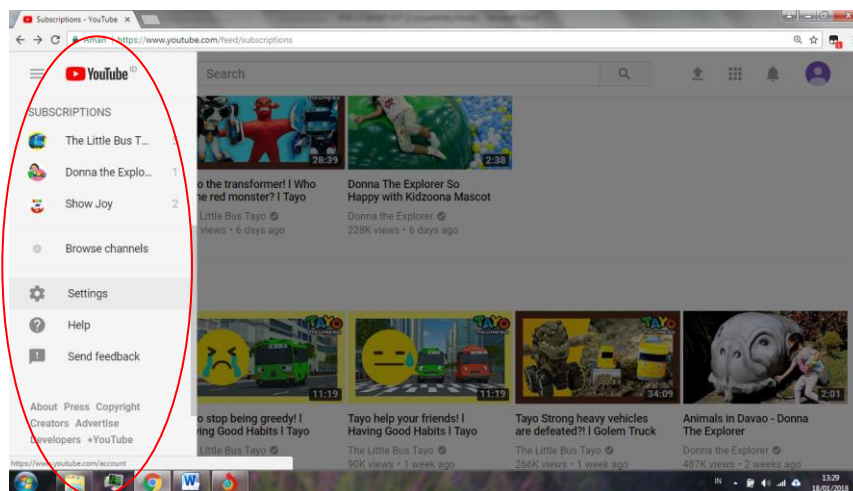 Subscriptions - YouTube
Aman | https://www.youtube.com/feed/subscriptions
YouTube ID
Search
SUBSCRIPTIONS
The Little Bus T...
Donna the Explo... 1
Show Joy 2
Browse channels
Settings
Help
Send feedback
About Press Copyright
Creators Advertise
Developers +YouTube
https://www.youtube.com/account
28:39
o the transformer! l Who
he red monster? l Tayo
Little Bus Tayo
views • 6 days ago
2:38
Donna The Explorer So
Happy with Kidzoona Mascot
Donna the Explorer
228K views • 6 days ago
TAYO
11:19
o stop being greedy! l
ving Good Habits l Tayo
Little Bus Tayo
TAYO
11:19
Tayo help your friends! l
Having Good Habits l Tayo
The Little Bus Tayo
90K views • 1 week ago
TAYO
34:09
Tayo Strong heavy vehicles
are defeated?! l Golem Truck
The Little Bus Tayo
266K views • 1 week ago
2:01
Animals in Davao - Donna
The Explorer
Donna the Explorer
487K views • 2 weeks ago
IN
13:29
18/01/2018